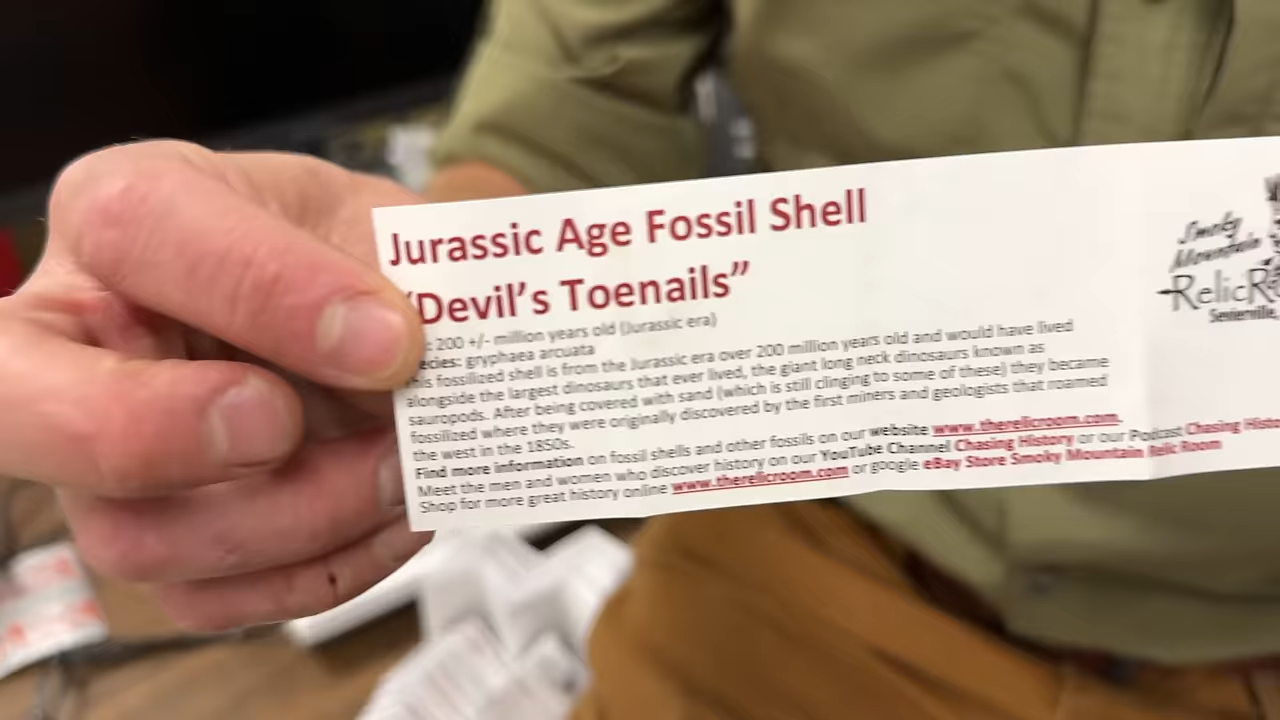 Jurassic Age Fossil Shell
"Devil's Toenails"
: 200 +/- million years old (Jurassic era)
ecies: gryphaea arcuata
his fossilized shell is from the Jurassic era over 200 million years old and would have lived
alongside the largest dinosaurs that ever lived, the giant long neck dinosaurs known as
sauropods. After being covered with sand (which is still clinging to some of these) they became
fossilized where they were originally discovered by the first miners and geologists that roamed
the west in the 1850s.
Find more information on fossil shells and other fossils on our website www.therelicroom.com.
Meet the men and women who discover history on our YouTube Channel Chasing History or our Podcast Chasing Histo
Shop for more great history online www.therelicroom.com or google eBay Store Smoky Mountain Relic Room
Smoky
Mountain
RelicRo
Sevierville,